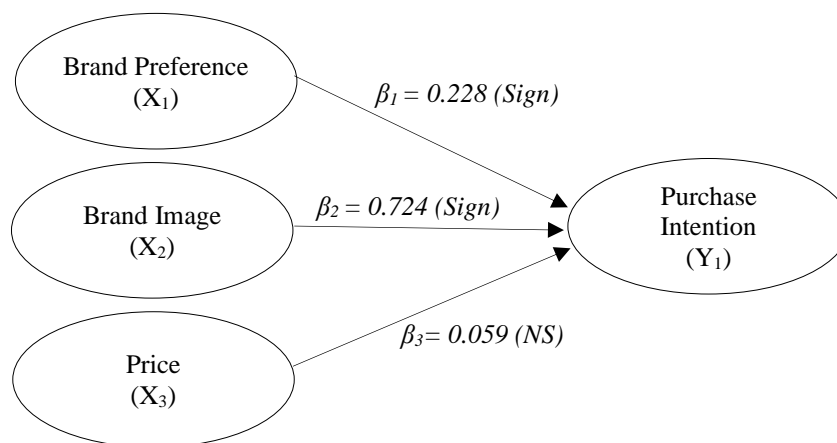 Brand Preference
(X₁)
β₁ = 0.228 (Sign)
Brand Image
(X₂)
β₂ = 0.724 (Sign)
Purchase
Intention
(Y₁)
β₃= 0.059 (NS)
Price
(X₃)